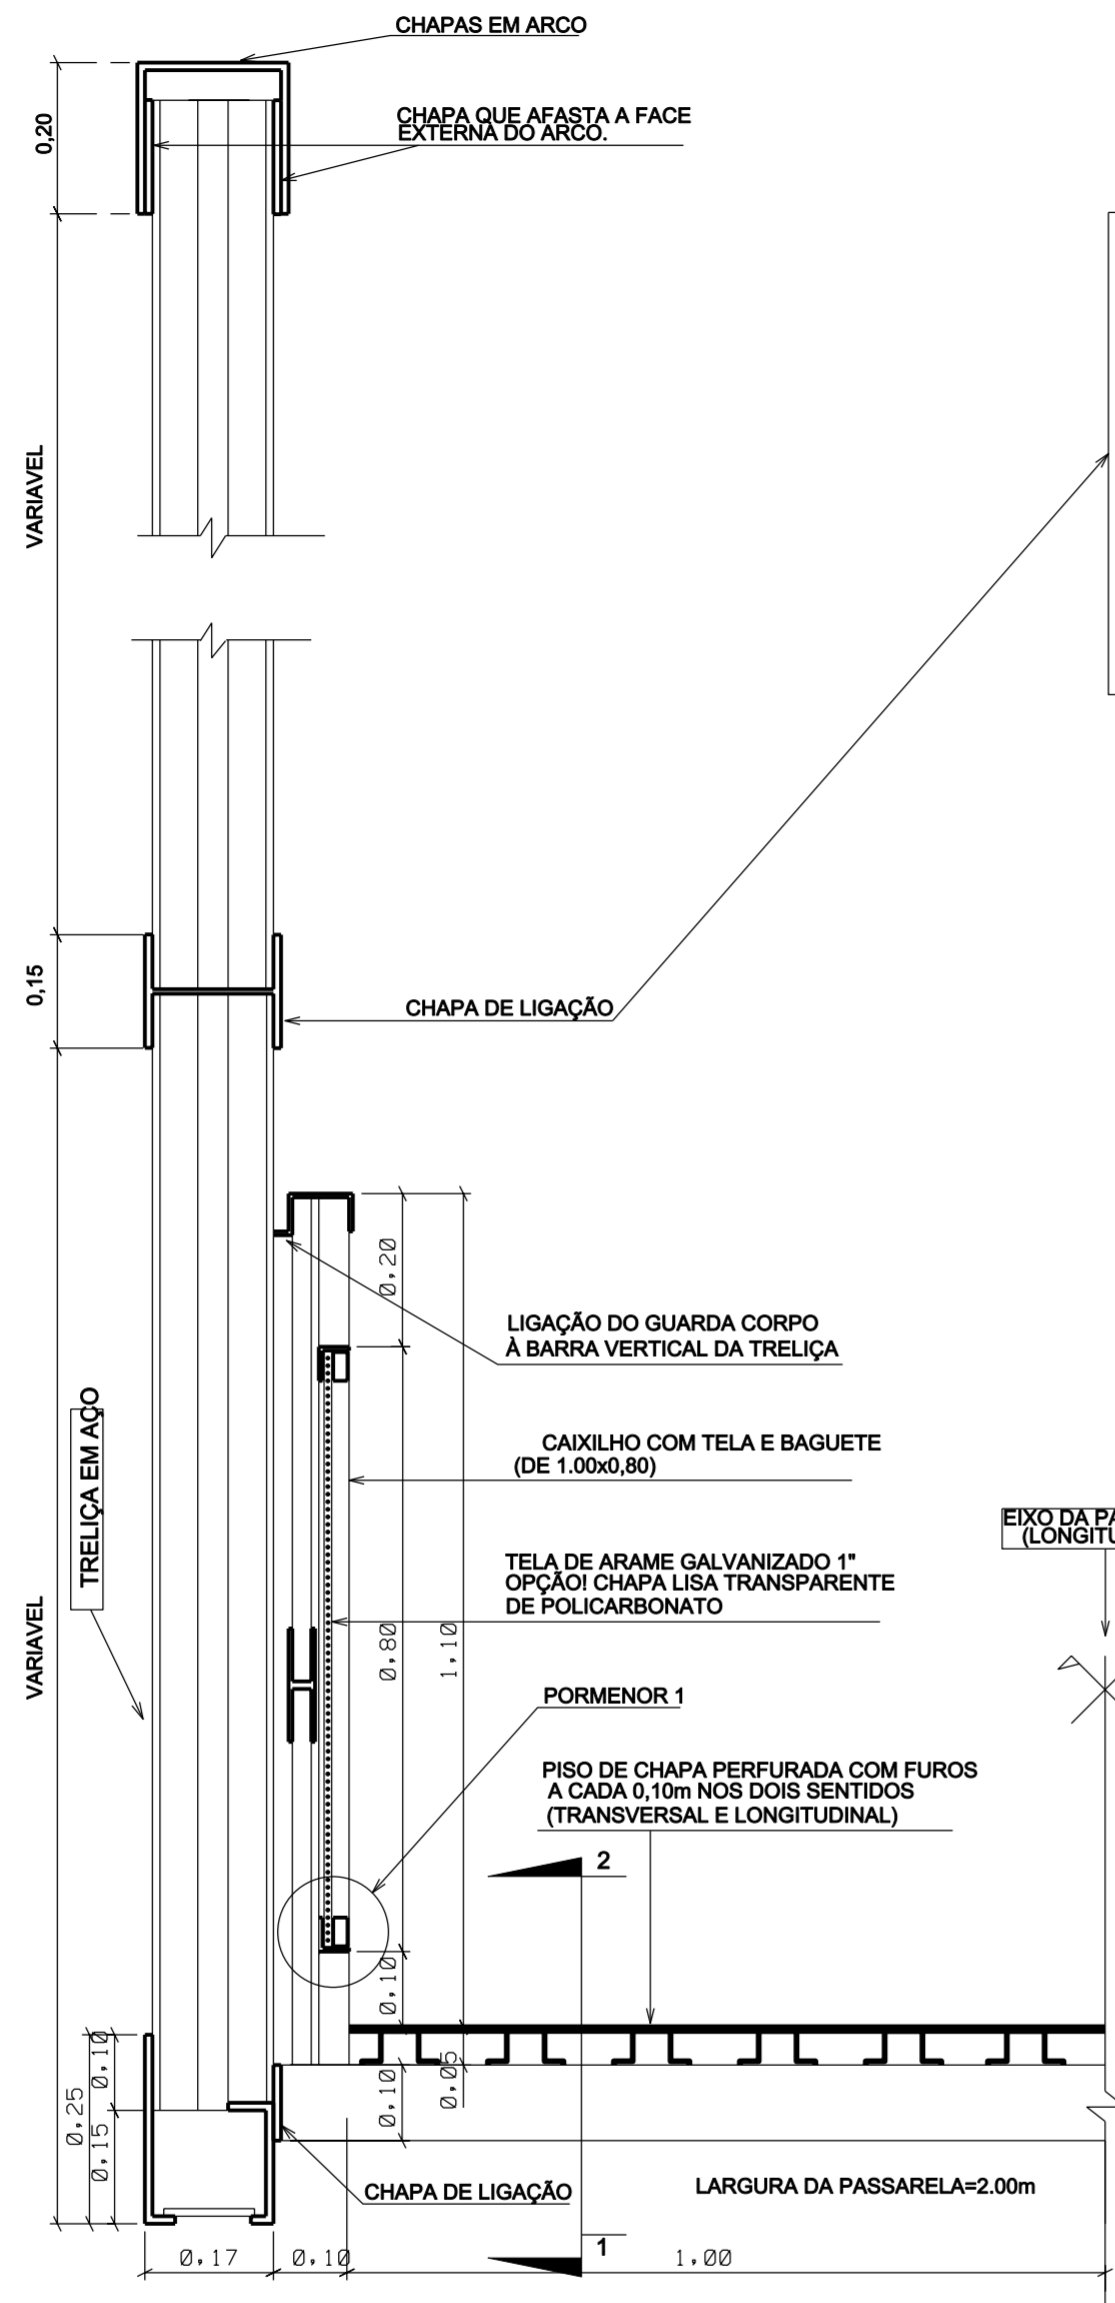 CHAPAS EM ARCO
CHAPA QUE AFASTA A FACE
EXTERNA DO ARCO.
0,20
VARIAVEL
0,15
CHAPA DE LIGAÇÃO
0,20
LIGAÇÃO DO GUARDA CORPO
À BARRA VERTICAL DA TRELIÇA
TRELIÇA EM AÇO
CAIXILHO COM TELA E BAGUETE
(DE 1.00x0,80)
EIXO DA PA
(LONGITU
TELA DE ARAME GALVANIZADO 1"
OPÇÃO! CHAPA LISA TRANSPARENTE
DE POLICARBONATO
VARIAVEL
0,80
1,10
PORMENOR 1
PISO DE CHAPA PERFURADA COM FUROS
A CADA 0,10m NOS DOIS SENTIDOS
(TRANSVERSAL E LONGITUDINAL)
2
0,10
0,05
0,10
0,10
0,25
0,15
CHAPA DE LIGAÇÃO
LARGURA DA PASSARELA=2.00m
1
0,17
0,10
1,00